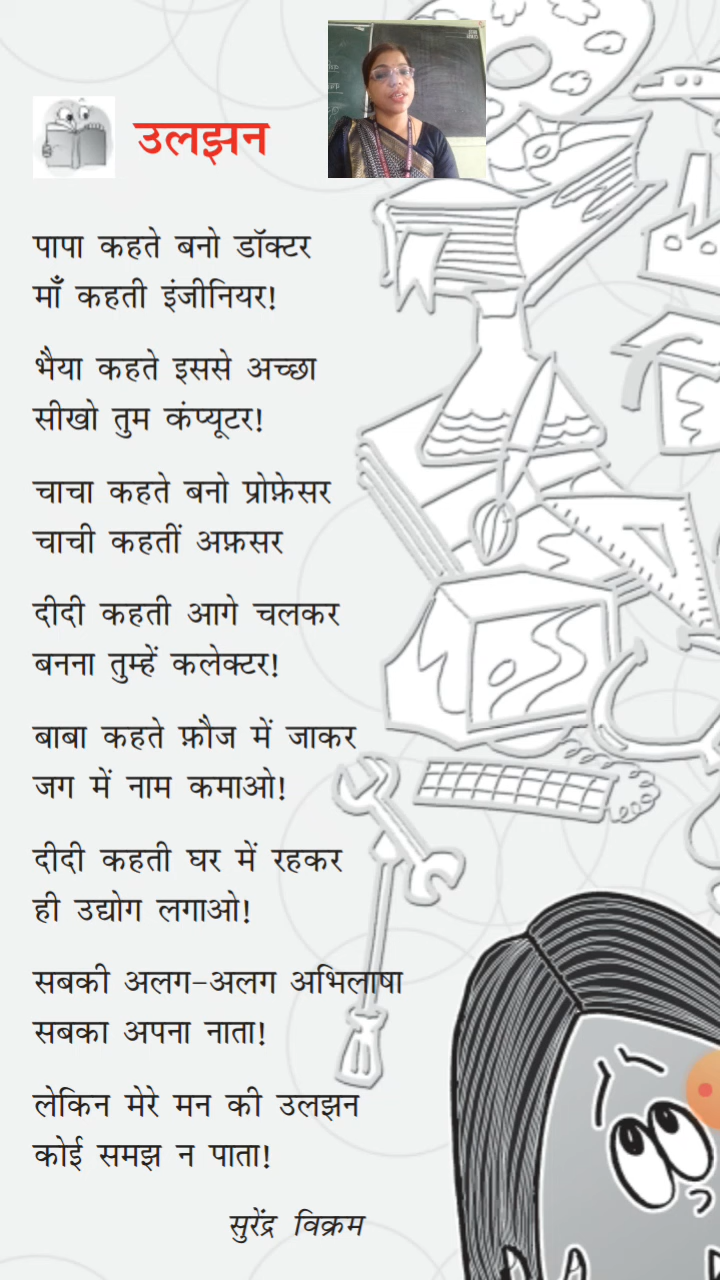 उलझन
पापा कहते बनो डॉक्टर
माँ कहती इंजीनियर!
भैया कहते इससे अच्छा
सीखो तुम कंप्यूटर!
चाचा कहते बनो प्रोफ़ेसर
चाची कहतीं अफ़सर
दीदी कहती आगे चलकर
बनना तुम्हें कलेक्टर!
बाबा कहते फ़ौज में जाकर
जग में नाम कमाओ!
दीदी कहती घर में रहकर
ही उद्योग लगाओ!
सबकी अलग-अलग अभिलाषा
सबका अपना नाता!
लेकिन मेरे मन की उलझन
कोई समझ न पाता!
सुरेंद्र विक्रम